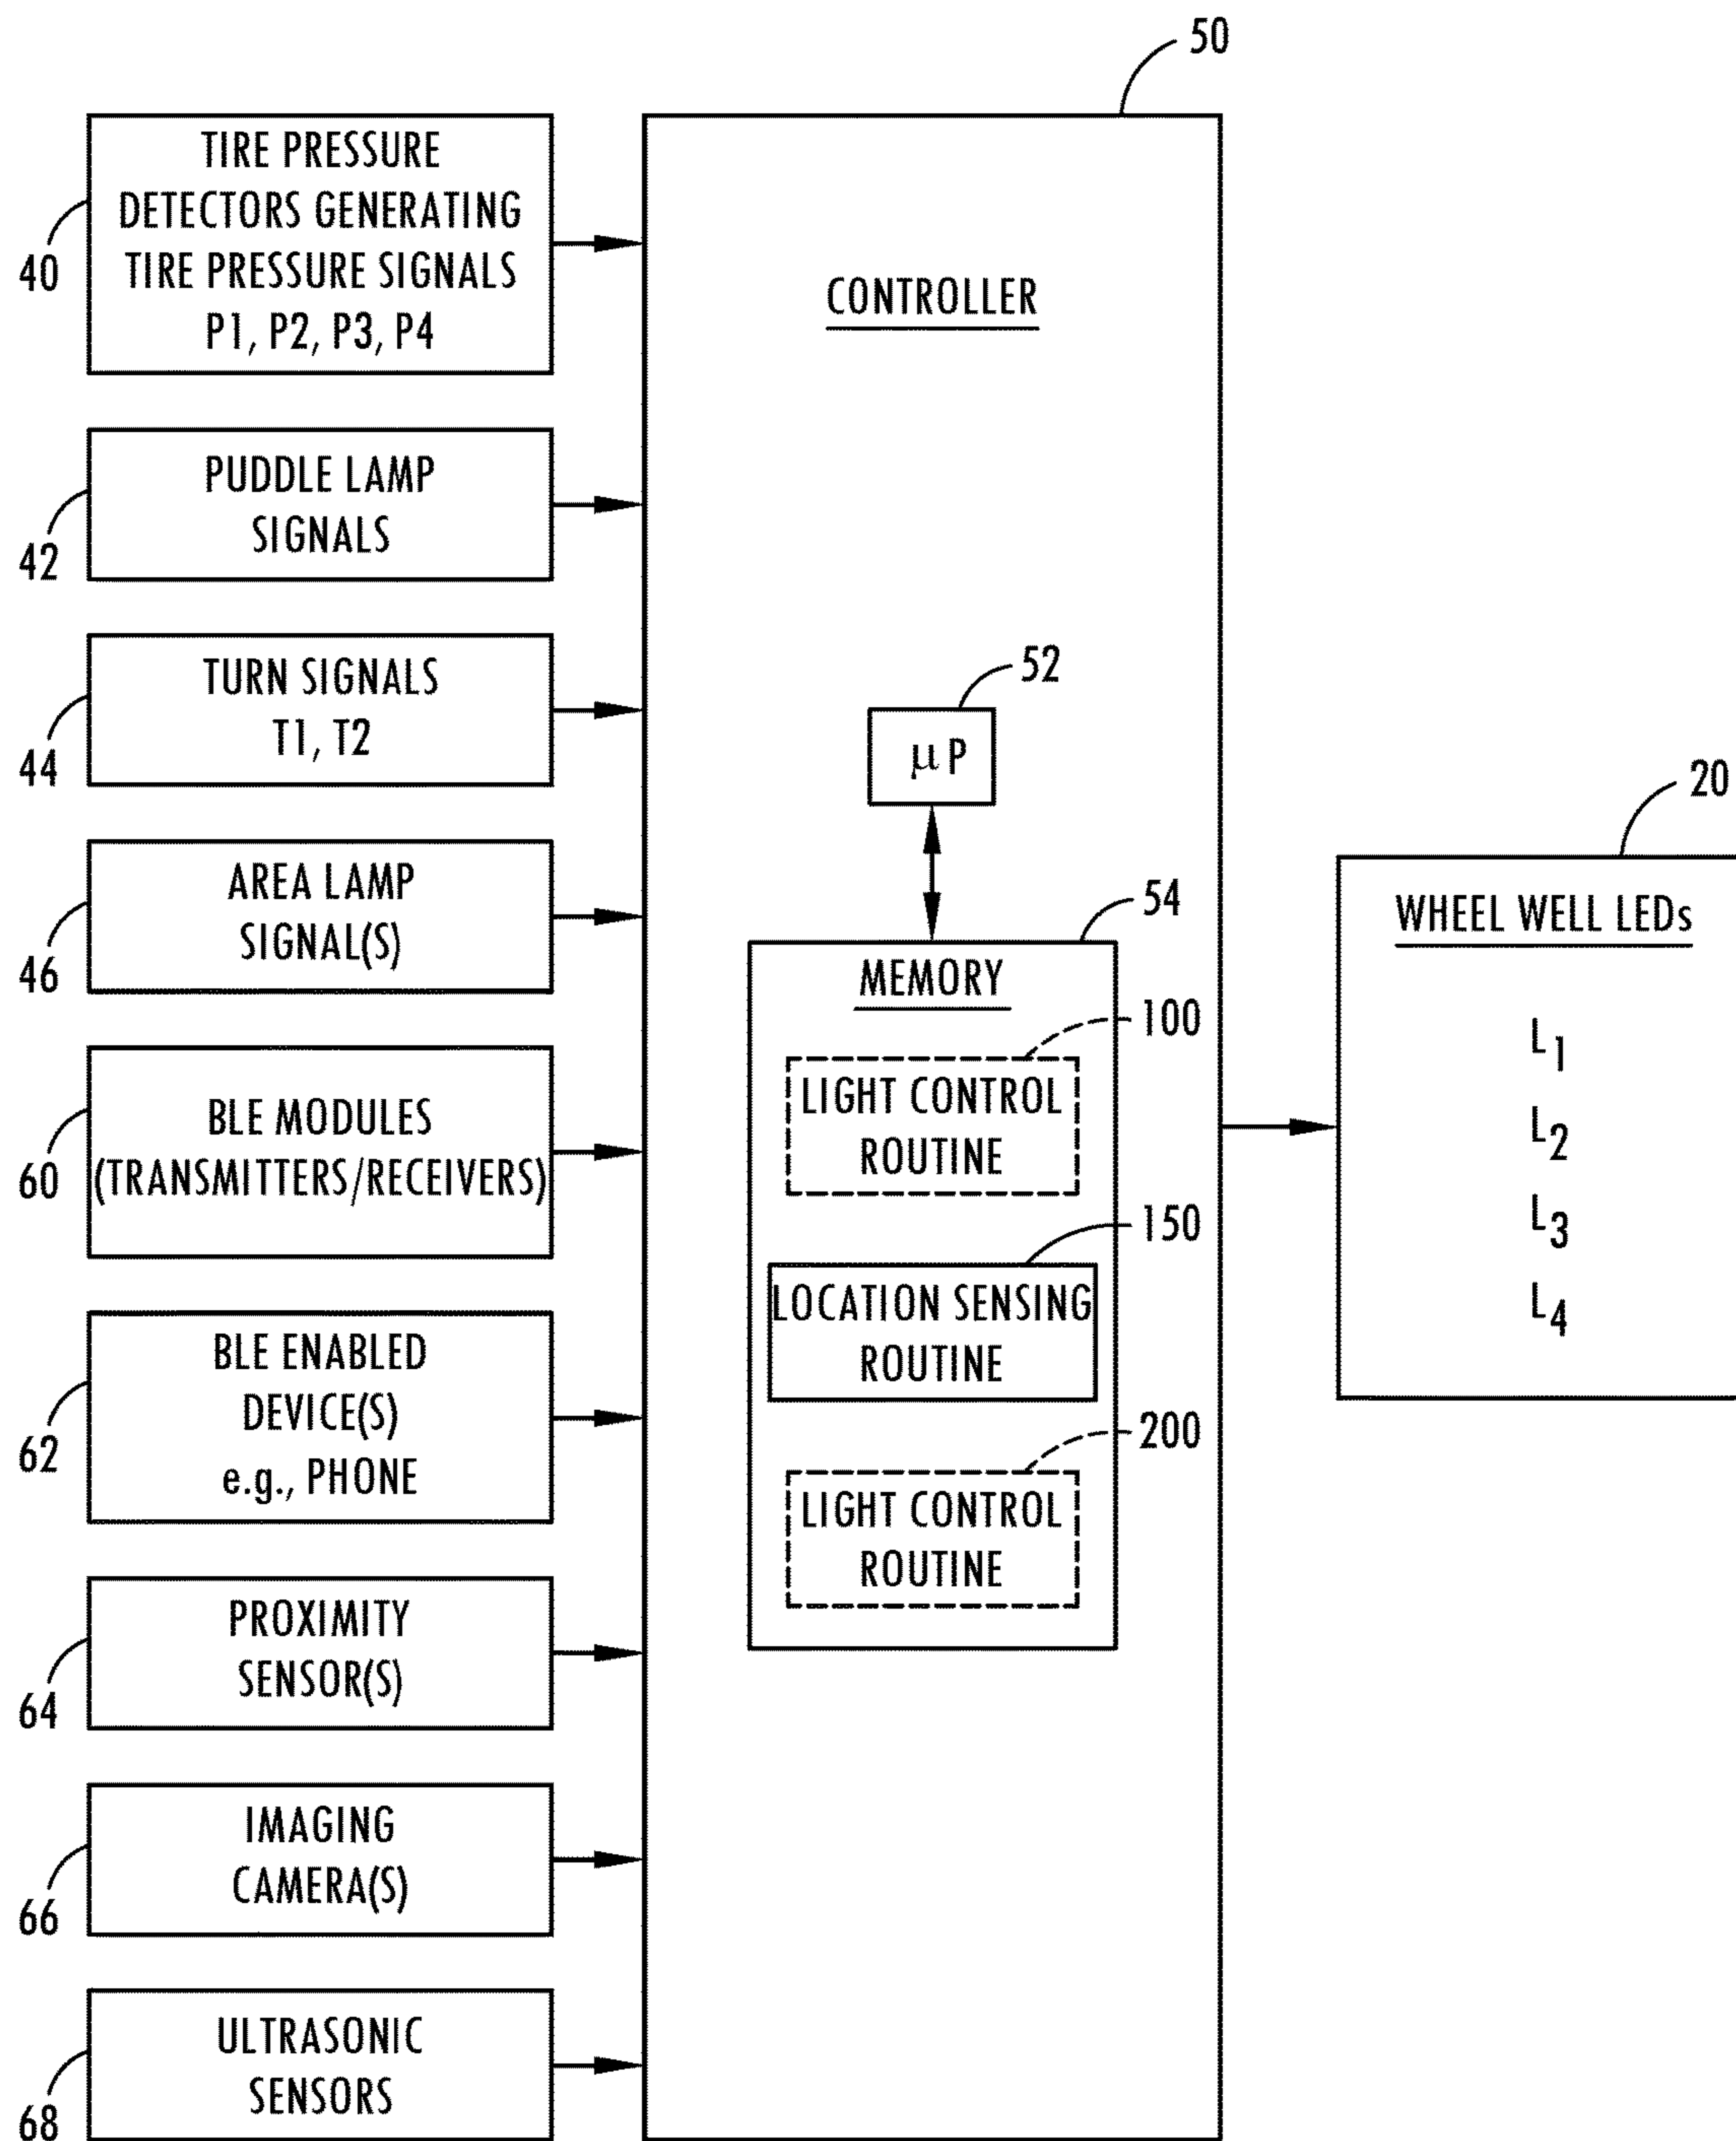 50
TIRE PRESSURE
DETECTORS GENERATING
TIRE PRESSURE SIGNALS
P1, P2, P3, P4
40
PUDDLE LAMP
SIGNALS
42
TURN SIGNALS
T1, T2
44
AREA LAMP
SIGNAL(S)
46
BLE MODULES
(TRANSMITTERS/RECEIVERS)
60
BLE ENABLED
DEVICE(S)
e.g., PHONE
62
PROXIMITY
SENSOR(S)
64
IMAGING
CAMERA(S)
66
ULTRASONIC
SENSORS
68
CONTROLLER
52
μP
54
MEMORY
100
LIGHT CONTROL
ROUTINE
150
LOCATION SENSING
ROUTINE
200
LIGHT CONTROL
ROUTINE
20
WHEEL WELL LEDs
L1
L2
L3
L4